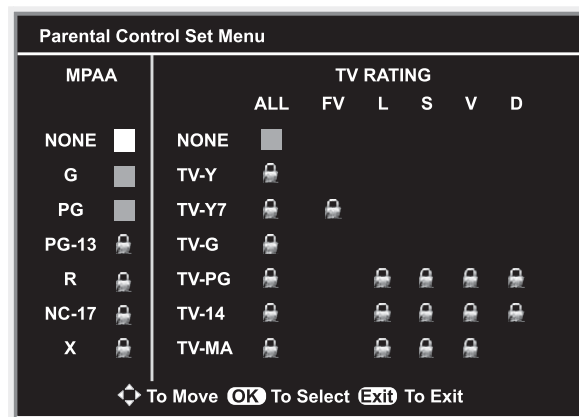 Parental Control Set Menu
MPAA TV RATING
ALL FV L S V D
NONE NONE
G TV-Y
PG TV-Y7
PG-13 TV-G
R TV-PG
NC-17 TV-14
X TV-MA
To Move OK To Select Exit To Exit